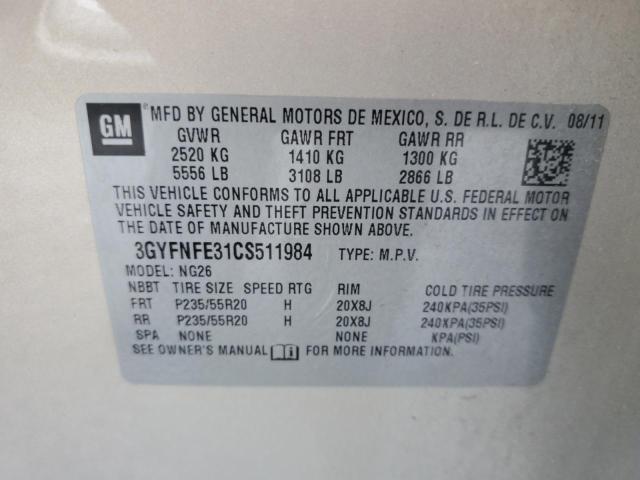 GM
MFD BY GENERAL MOTORS DE MEXICO, S. DE R.L. DE C.V. 08/11
GVWR GAWR FRT GAWR RR
2520 KG 1410 KG 1300 KG
5556 LB 3108 LB 2866 LB
THIS VEHICLE CONFORMS TO ALL APPLICABLE U.S. FEDERAL MOTOR
VEHICLE SAFETY AND THEFT PREVENTION STANDARDS IN EFFECT ON
THE DATE OF MANUFACTURE SHOWN ABOVE.
3GYFNFE31CS511984 TYPE: M.P.V.
MODEL: NG26
NBBT TIRE SIZE SPEED RTG RIM COLD TIRE PRESSURE
FRT P235/55R20 H 20X8J 240KPA(35PSI)
RR P235/55R20 H 20X8J 240KPA(35PSI)
SPA NONE NONE KPA(PSI)
SEE OWNER'S MANUAL FOR MORE INFORMATION.